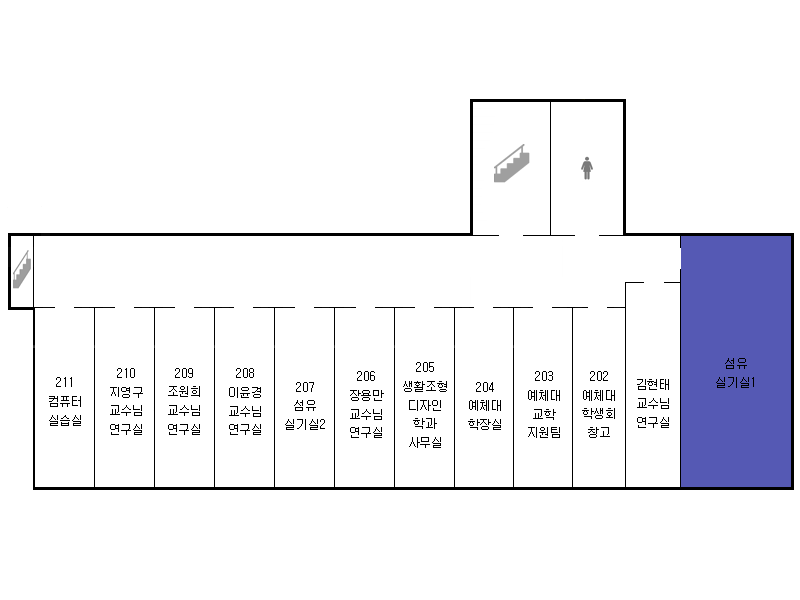 211
컴퓨터
실습실
210
지영구
교수님
연구실
209
조원희
교수님
연구실
208
이윤경
교수님
연구실
207
섬유
실기실2
206
장용만
교수님
연구실
205
생활조형
디자인
학과
사무실
204
예체대
학장실
203
예체대
교학
지원팀
202
예체대
학생회
창고
김현태
교수님
연구실
섬유
실기실1